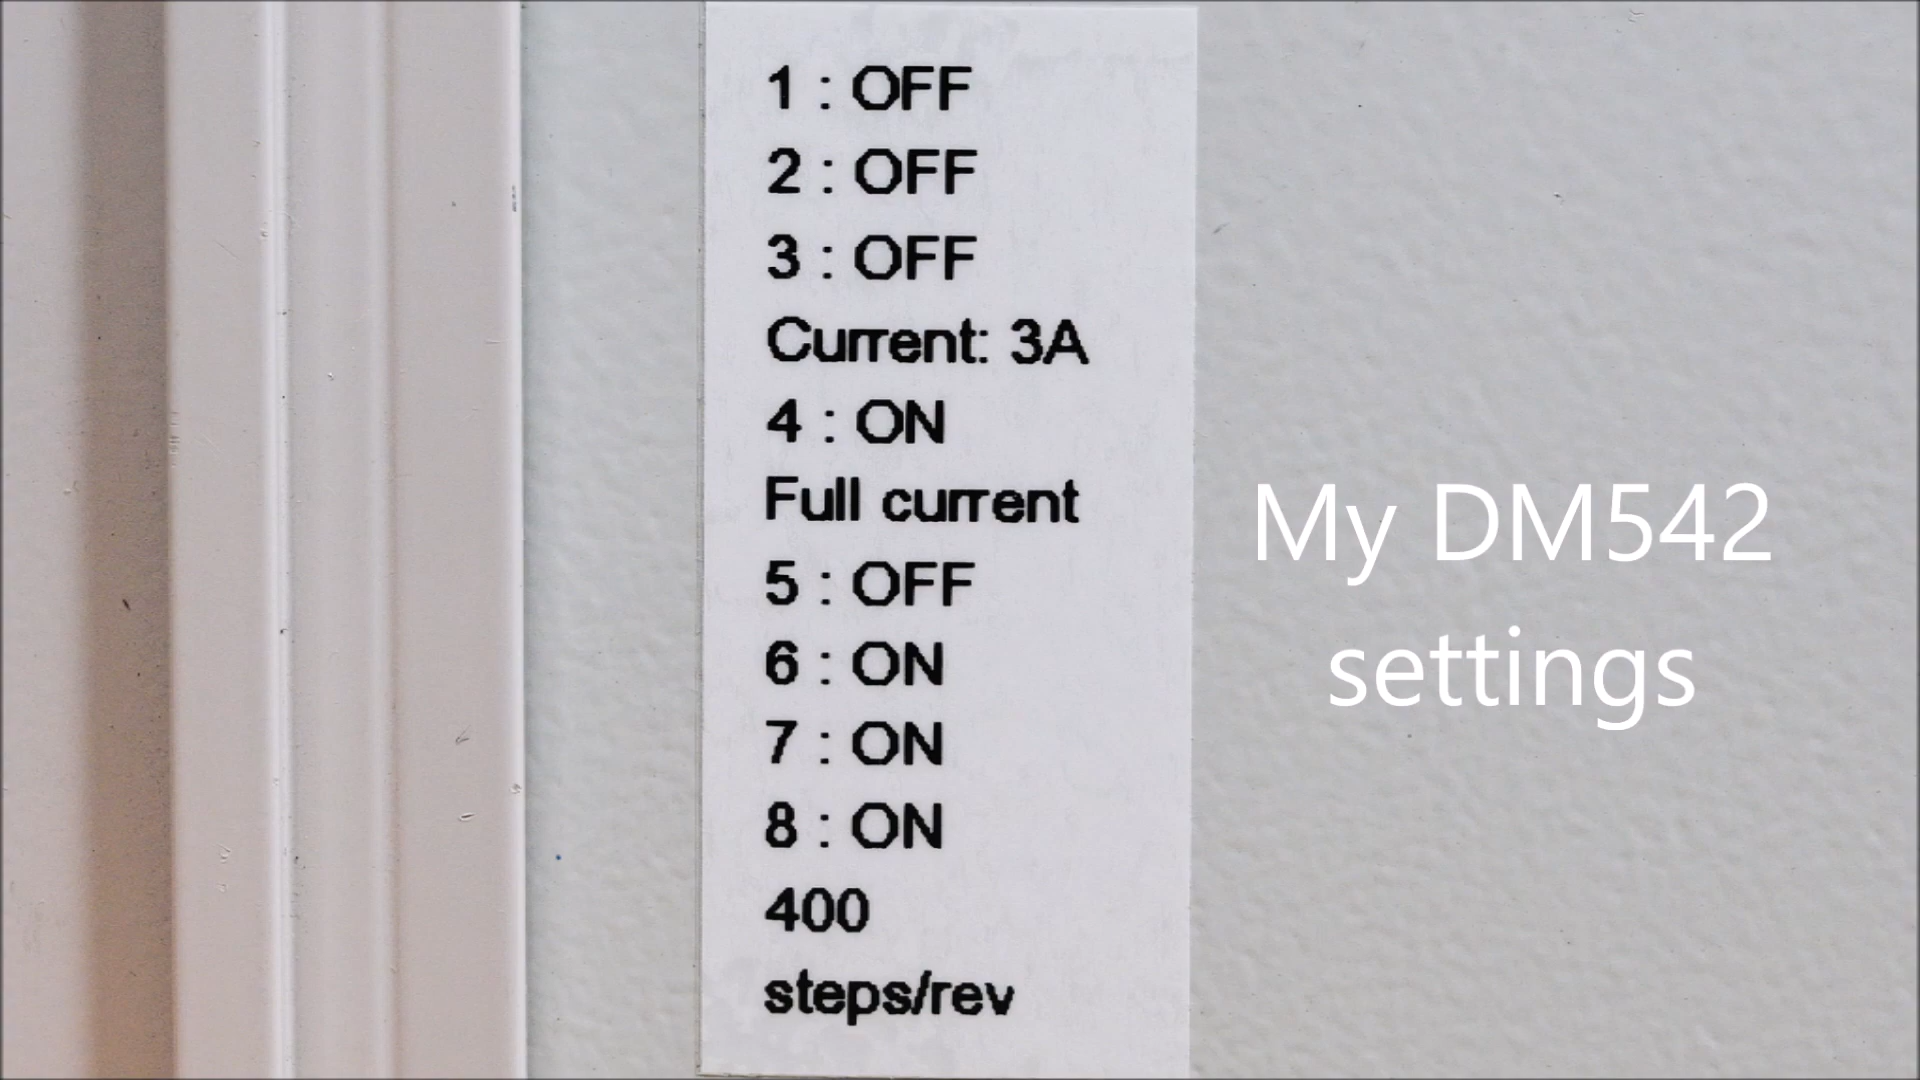 1 : OFF
2 : OFF
3 : OFF
Current: 3A
4 : ON
Full current
5 : OFF
6 : ON
7 : ON
8 : ON
400
steps/rev
My DM542
settings